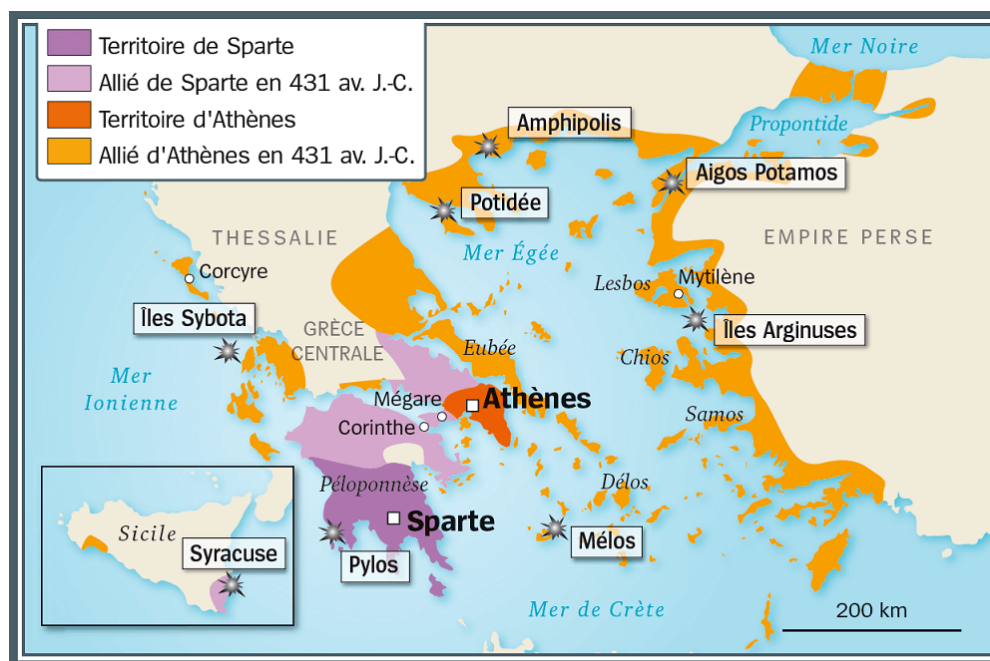 Territoire de Sparte
Allié de Sparte en 431 av. J.-C.
Territoire d'Athènes
Allié d'Athènes en 431 av. J.-C.
Mer Noire
Propontide
Amphipolis
Aigos Potamos
Potidée
THESSALIE
Mer Égée
EMPIRE PERSE
Corcyre
Lesbos
Mytilène
Îles Sybota
Îles Arginuses
GRÈCE
CENTRALE
Eubée
Chios
Mer
Ionienne
Mégare
Athènes
Corinthe
Samos
Péloponnèse
Délos
Sparte
Sicile
Syracuse
Pylos
Mélos
Mer de Crète
200 km